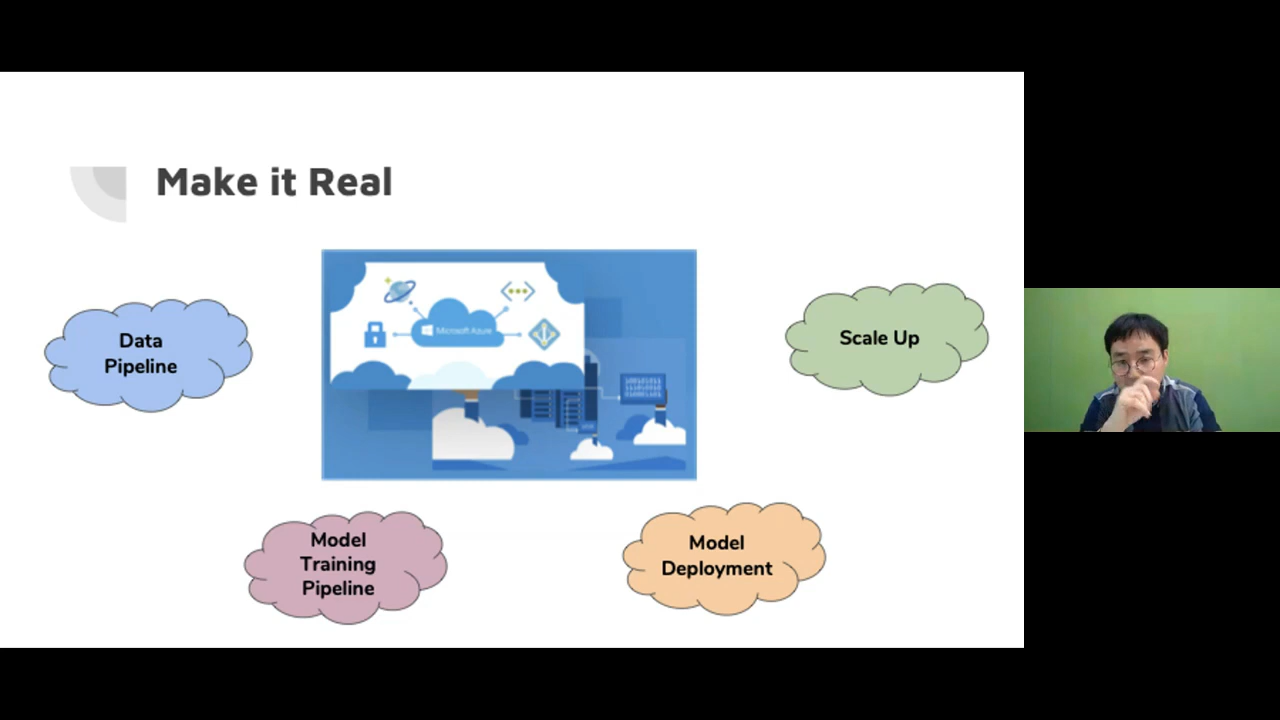 Make it Real
Data
Pipeline
Microsoft Azure
Scale Up
Model
Training
Pipeline
Model
Deployment